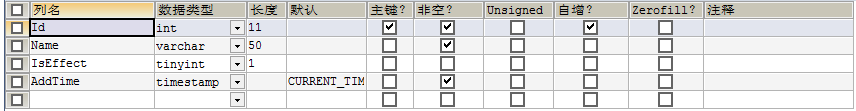 列名 数据类型 长度 默认 主键? 非空? Unsigned 自增? Zerofill? 注释
Id int 11
Name varchar 50
IsEffect tinyint 1
AddTime timestamp CURRENT_TIM